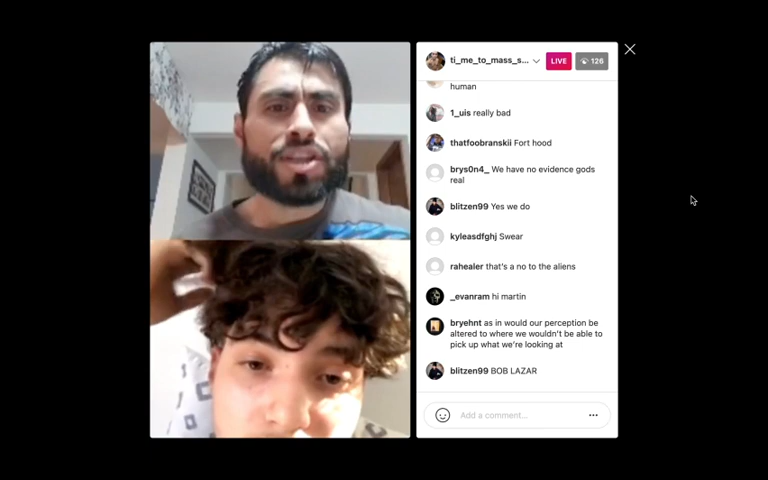 ti_me_to_mass_s...
LIVE
126
human
1_uis really bad
thatfoobranskii Fort hood
brys0n4_ We have no evidence gods
real
blitzen99 Yes we do
kyleasdfghj Swear
rahealer that's a no to the aliens
_evanram hi martin
bryehnt as in would our perception be
altered to where we wouldn't be able to
pick up what we're looking at
blitzen99 BOB LAZAR
Add a comment...